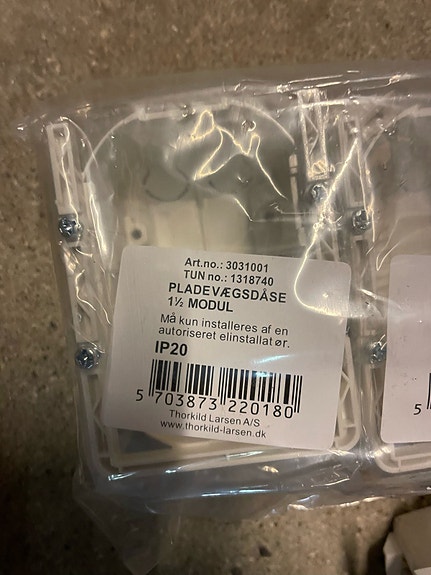 Art.no.: 3031001
TUN no.: 1318740
PLADEVÆGSDÅSE
1½ MODUL
Må kun installeres af en
autoriseret elinstallatør.
IP20
5 703873 220180
Thorkild Larsen A/S
www.thorkild-larsen.dk
5